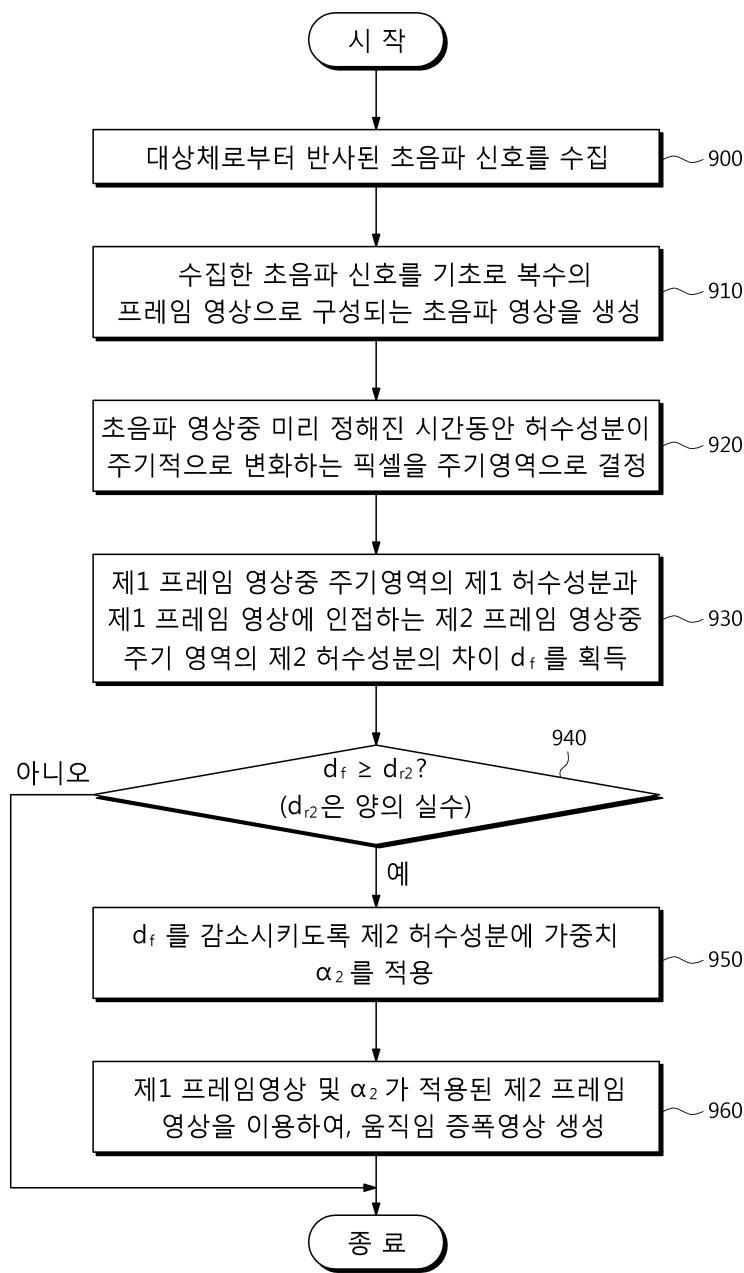 시 작
대상체로부터 반사된 초음파 신호를 수집
900
수집한 초음파 신호를 기초로 복수의
프레임 영상으로 구성되는 초음파 영상을 생성
910
초음파 영상중 미리 정해진 시간동안 허수성분이
주기적으로 변화하는 픽셀을 주기영역으로 결정
920
제1 프레임 영상중 주기영역의 제1 허수성분과
제1 프레임 영상에 인접하는 제2 프레임 영상중
주기 영역의 제2 허수성분의 차이 df 를 획득
930
940
아니오
df ≥ dr2?
(dr2은 양의 실수)
예
df 를 감소시키도록 제2 허수성분에 가중치
α2 를 적용
950
제1 프레임영상 및 α2 가 적용된 제2 프레임
영상을 이용하여, 움직임 증폭영상 생성
960
종 료